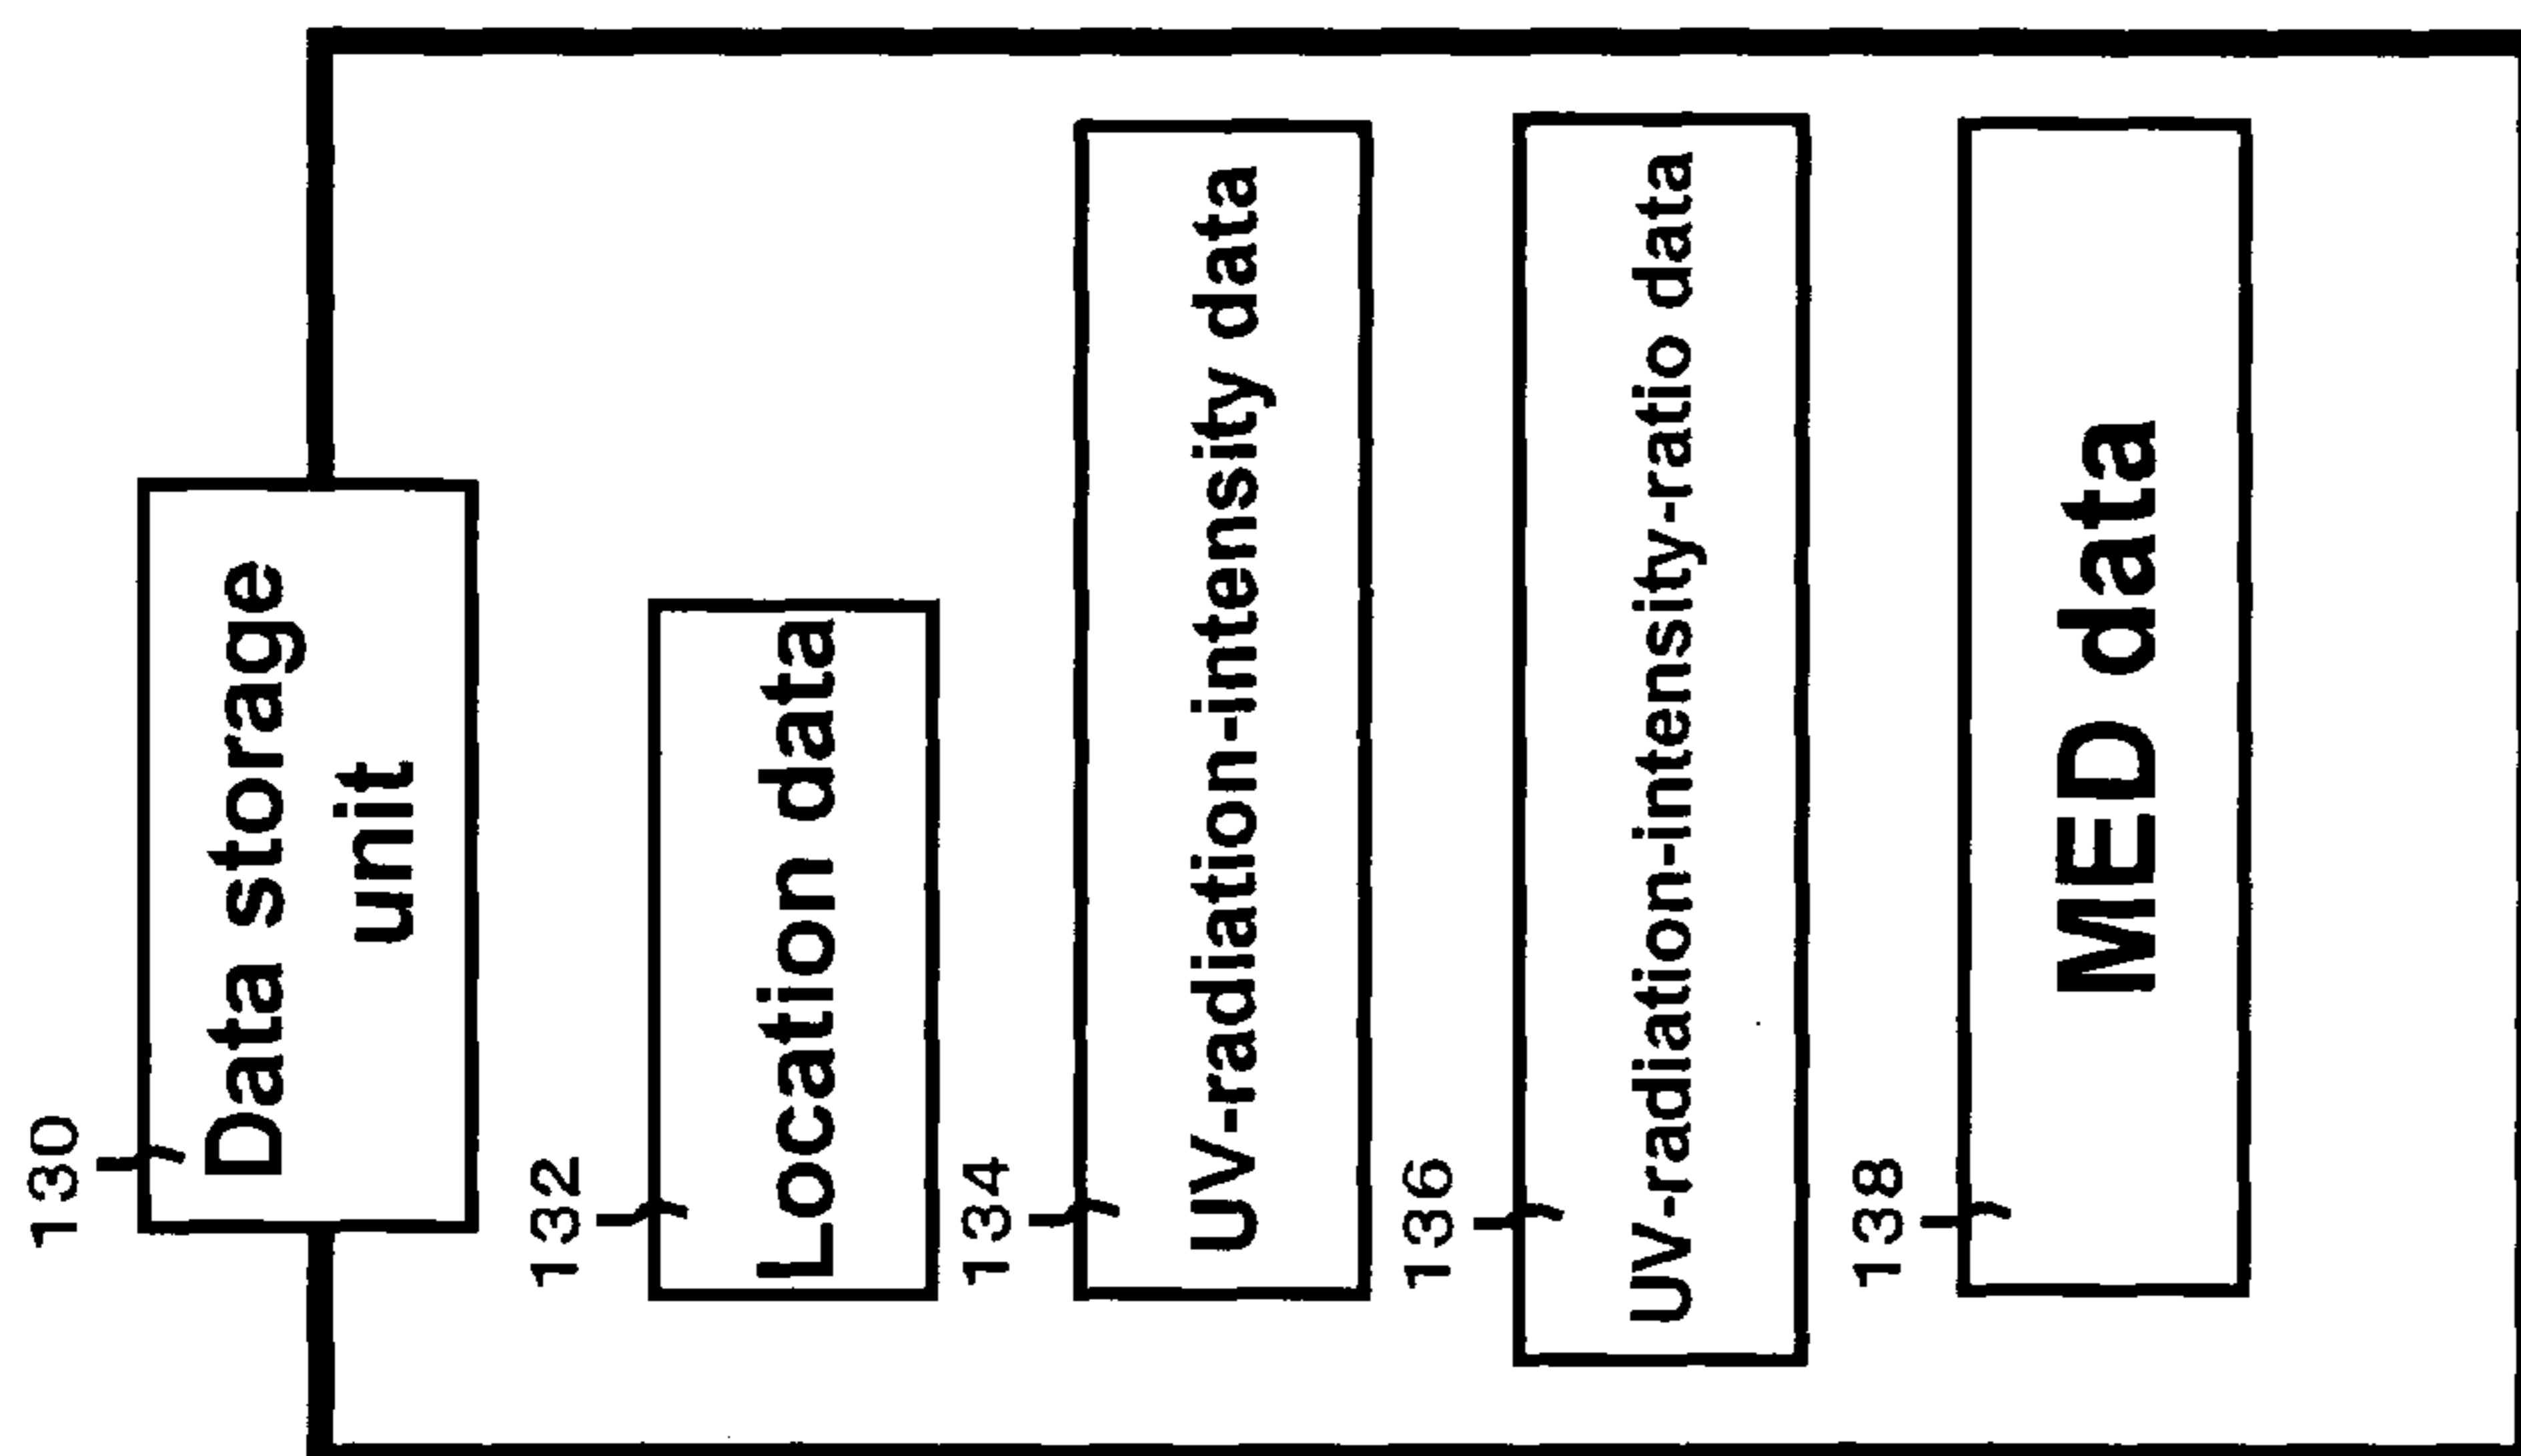 130
Data storage
unit
132
Location data
134
UV-radiation-intensity data
136
UV-radiation-intensity-ratio data
138
MED data